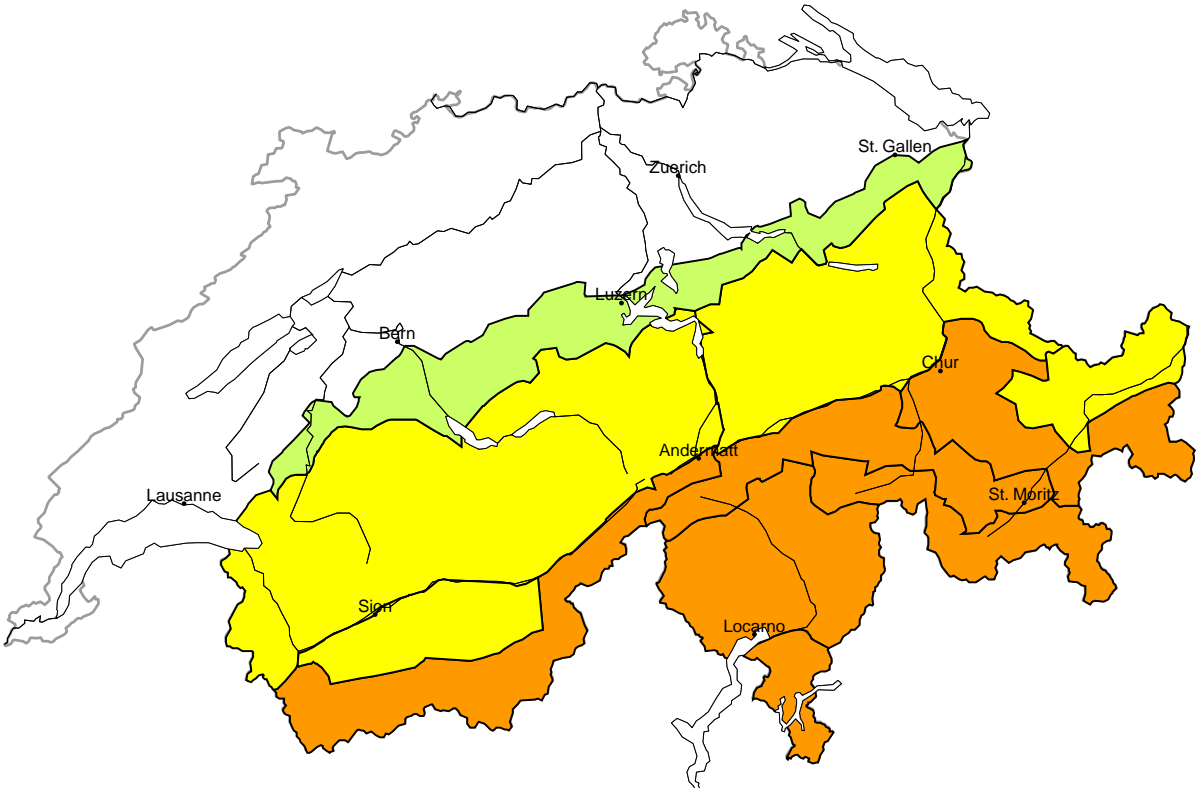 St. Gallen
Zuerich
Luzern
Bern
Chur
Andermatt
St. Moritz
Lausanne
Sion
Locarno